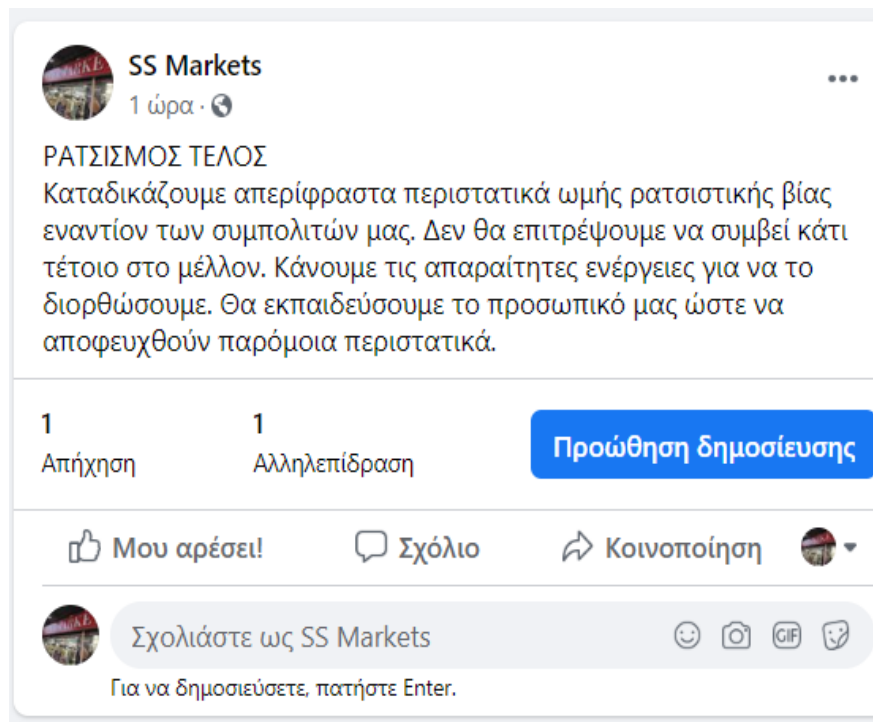 SS Markets
1 ώρα ·
ΡΑΤΣΙΣΜΟΣ ΤΕΛΟΣ
Καταδικάζουμε απερίφραστα περιστατικά ωμής ρατσιστικής βίας
εναντίον των συμπολιτών μας. Δεν θα επιτρέψουμε να συμβεί κάτι
τέτοιο στο μέλλον. Κάνουμε τις απαραίτητες ενέργειες για να το
διορθώσουμε. Θα εκπαιδεύσουμε το προσωπικό μας ώστε να
αποφευχθούν παρόμοια περιστατικά.
1 1
Απήχηση Αλληλεπίδραση Προώθηση δημοσίευσης
Μου αρέσει! Σχόλιο Κοινοποίηση
Σχολιάστε ως SS Markets GIF
Για να δημοσιεύσετε, πατήστε Enter.